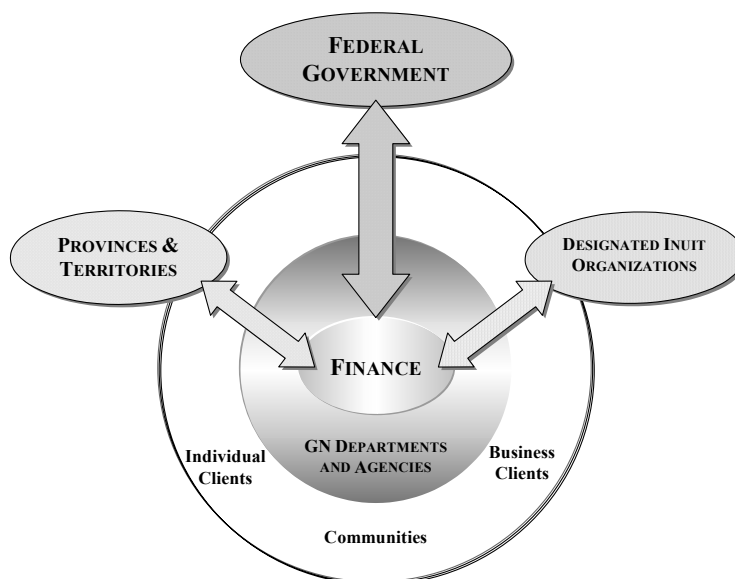 FEDERAL
GOVERNMENT
PROVINCES &
TERRITORIES
DESIGNATED INUIT
ORGANIZATIONS
FINANCE
GN DEPARTMENTS
AND AGENCIES
Individual
Clients
Business
Clients
Communities